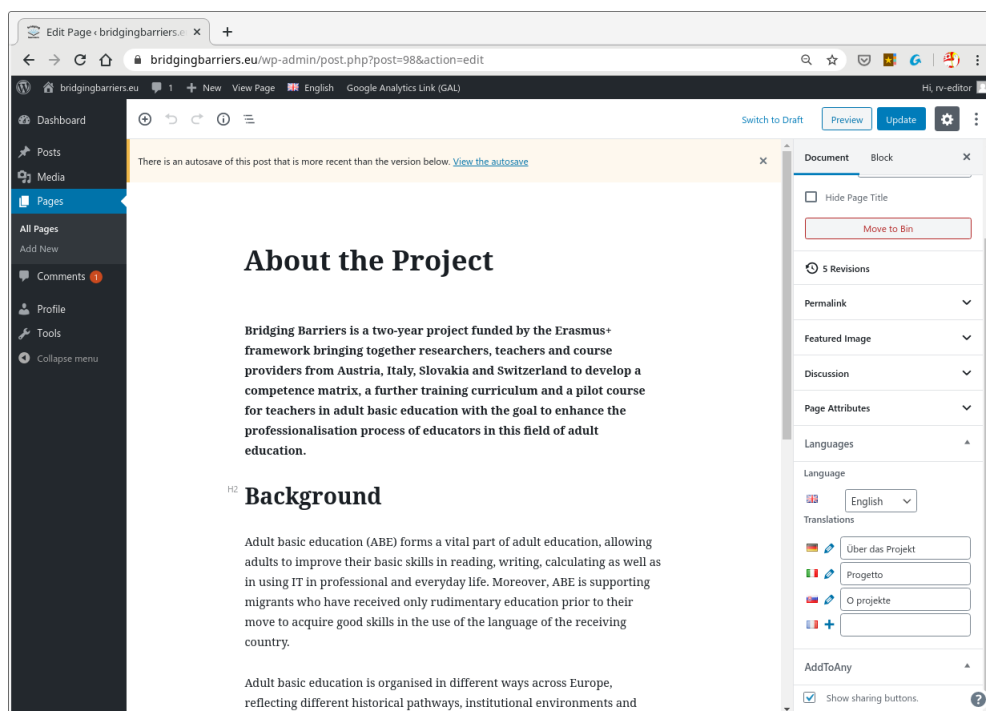 Edit Page ‹ bridgingbarriers.e
bridgingbarriers.eu/wp-admin/post.php?post=98&action=edit
bridgingbarriers.eu 1 New View Page English Google Analytics Link (GAL) Hi, rv-editor
Dashboard
Posts
Media
Pages
All Pages
Add New
Comments 1
Profile
Tools
Collapse menu
Switch to Draft Preview Update
There is an autosave of this post that is more recent than the version below. View the autosave
About the Project
Bridging Barriers is a two-year project funded by the Erasmus+
framework bringing together researchers, teachers and course
providers from Austria, Italy, Slovakia and Switzerland to develop a
competence matrix, a further training curriculum and a pilot course
for teachers in adult basic education with the goal to enhance the
professionalisation process of educators in this field of adult
education.
H2 Background
Adult basic education (ABE) forms a vital part of adult education, allowing
adults to improve their basic skills in reading, writing, calculating as well as
in using IT in professional and everyday life. Moreover, ABE is supporting
migrants who have received only rudimentary education prior to their
move to acquire good skills in the use of the language of the receiving
country.
Adult basic education is organised in different ways across Europe,
reflecting different historical pathways, institutional environments and
Document Block
Hide Page Title
Move to Bin
5 Revisions
Permalink
Featured Image
Discussion
Page Attributes
Languages
Language
English
Translations
Über das Projekt
Progetto
O projekte
AddToAny
Show sharing buttons.